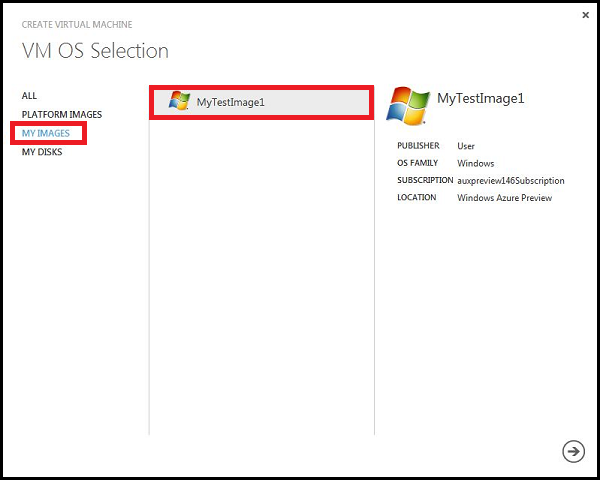 CREATE VIRTUAL MACHINE
VM OS Selection
ALL
PLATFORM IMAGES
MY IMAGES
MY DISKS
MyTestImage1
MyTestImage1
PUBLISHER User
OS FAMILY Windows
SUBSCRIPTION auxpreview146Subscription
LOCATION Windows Azure Preview